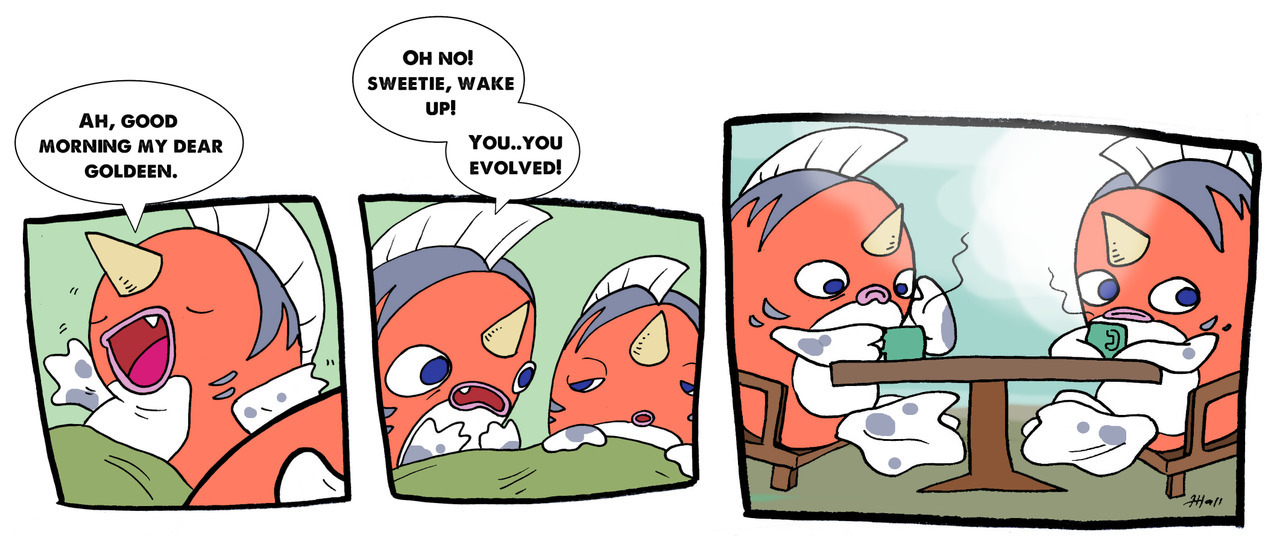 AH, GOOD
MORNING MY DEAR
GOLDEEN.
OH NO!
SWEETIE, WAKE
UP!
YOU..YOU
EVOLVED!